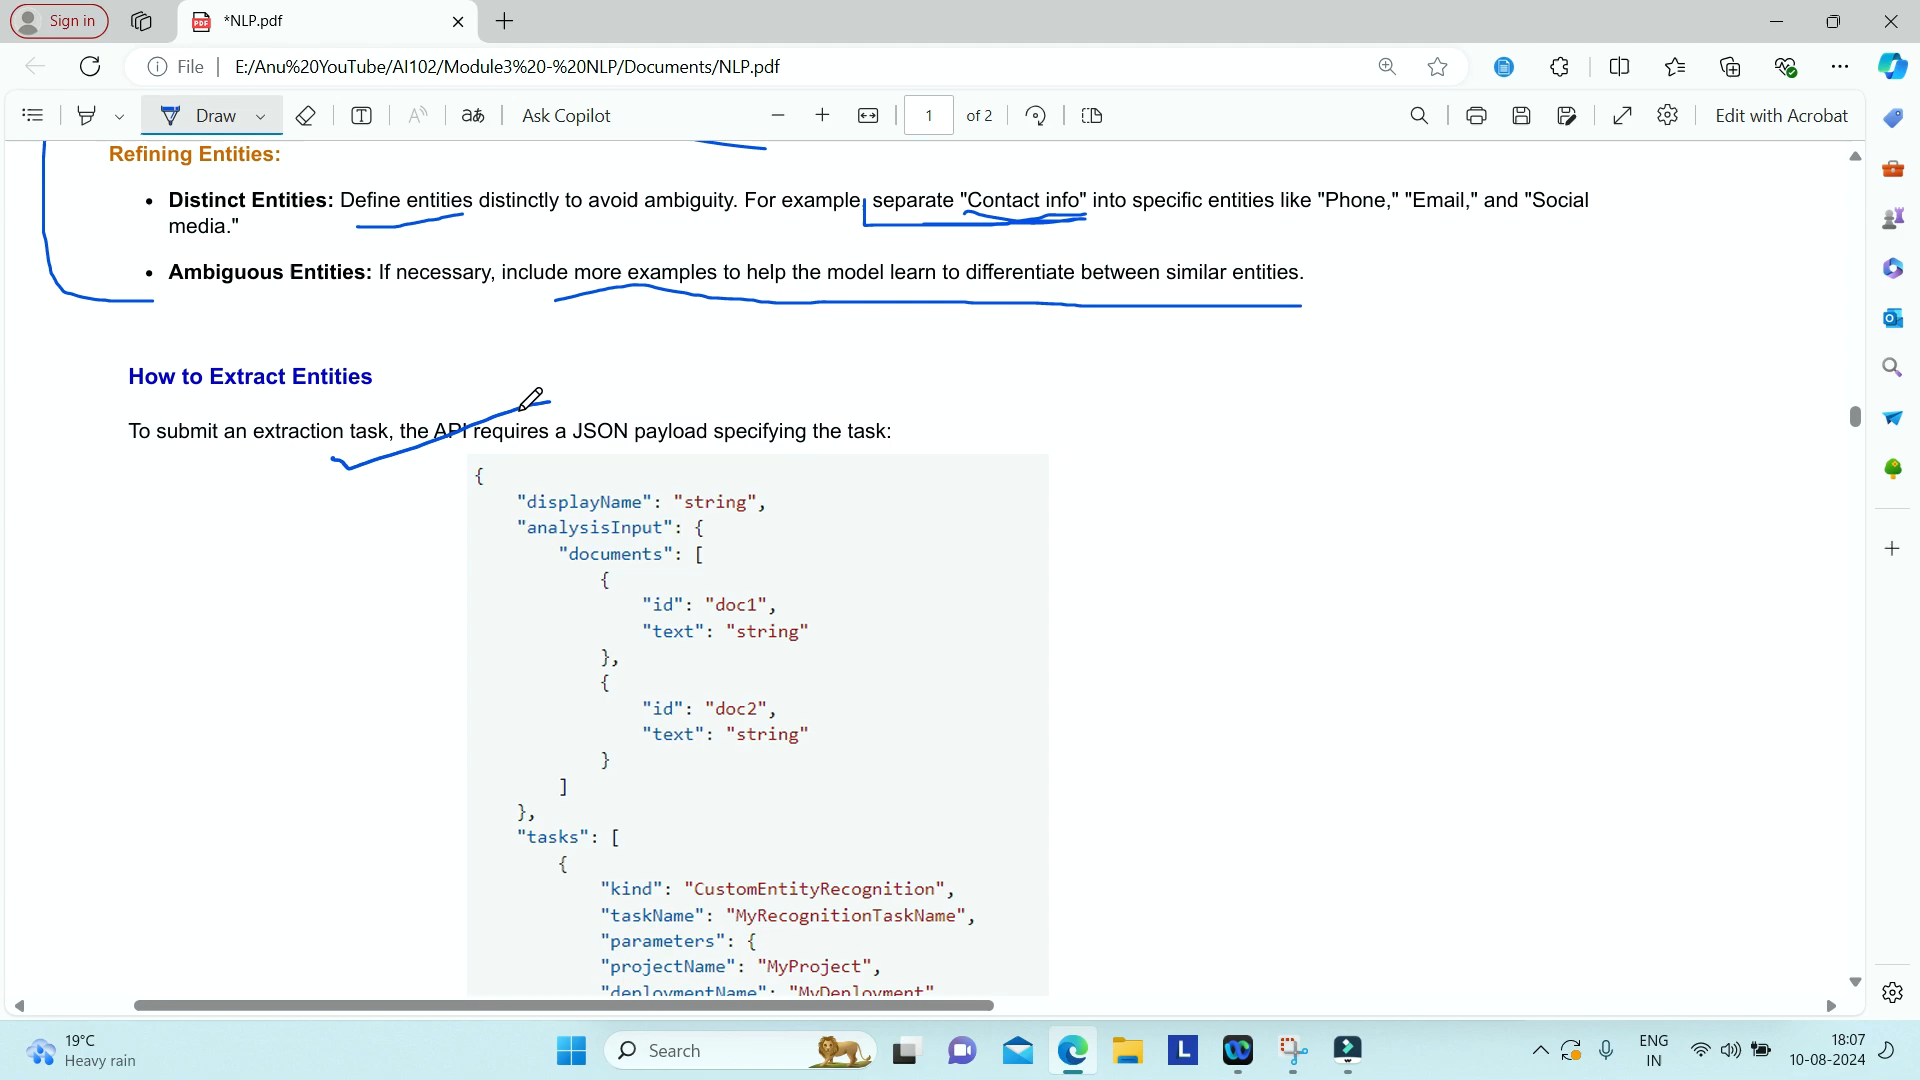 Sign in
*NLP.pdf
File
E:/Anu%20YouTube/AI102/Module3%20-%20NLP/Documents/NLP.pdf
Draw
aあ
Ask Copilot
1
of 2
Edit with Acrobat
Refining Entities:
• Distinct Entities: Define entities distinctly to avoid ambiguity. For example, separate "Contact info" into specific entities like "Phone," "Email," and "Social
media."
• Ambiguous Entities: If necessary, include more examples to help the model learn to differentiate between similar entities.
How to Extract Entities
To submit an extraction task, the API requires a JSON payload specifying the task:
{
"displayName": "string",
"analysisInput": {
"documents": [
{
"id": "doc1",
"text": "string"
},
{
"id": "doc2",
"text": "string"
}
]
},
"tasks": [
{
"kind": "CustomEntityRecognition",
"taskName": "MyRecognitionTaskName",
"parameters": {
"projectName": "MyProject",
"deploymentName": "MyDeployment"
19°C
Heavy rain
Search
L
ENG
IN
18:07
10-08-2024